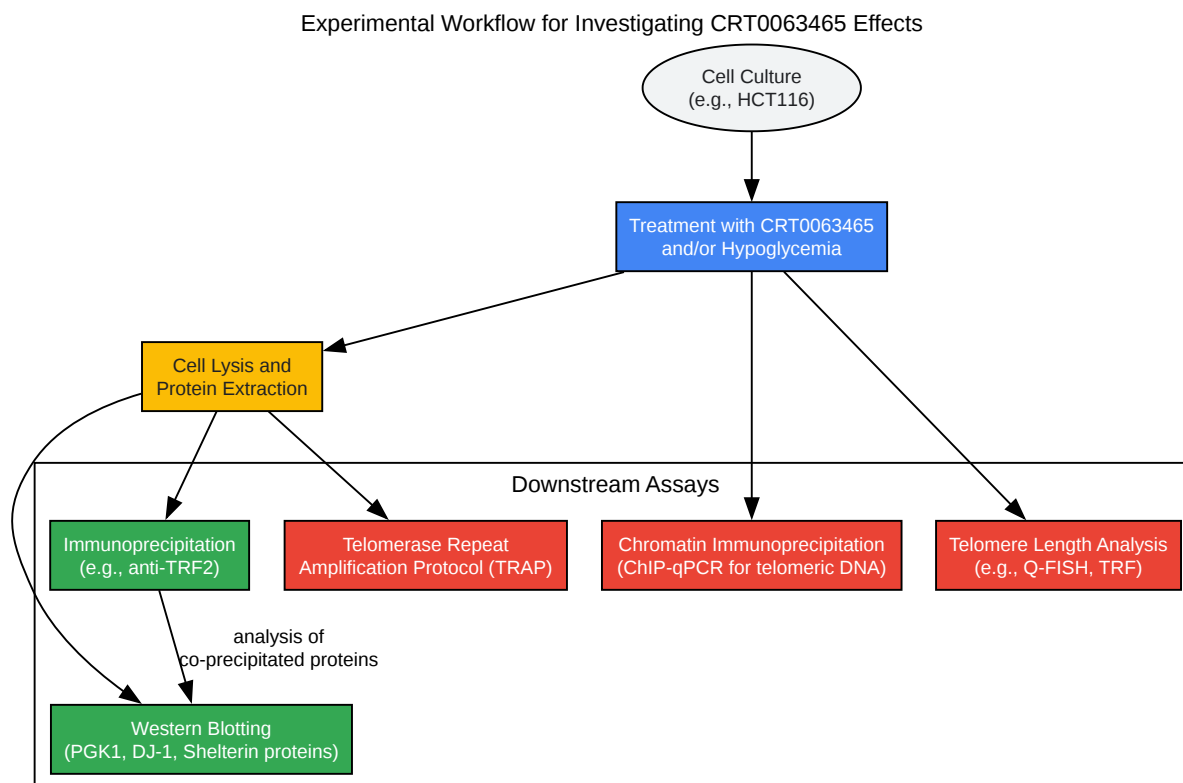 Experimental Workflow for Investigating CRT0063465 Effects
Cell Culture
(e.g., HCT116)
Treatment with CRT0063465
and/or Hypoglycemia
Cell Lysis and
Protein Extraction
Downstream Assays
Immunoprecipitation
(e.g., anti-TRF2)
Telomerase Repeat
Amplification Protocol (TRAP)
Chromatin Immunoprecipitation
(ChIP-qPCR for telomeric DNA)
Telomere Length Analysis
(e.g., Q-FISH, TRF)
analysis of
co-precipitated proteins
Western Blotting
(PGK1, DJ-1, Shelterin proteins)